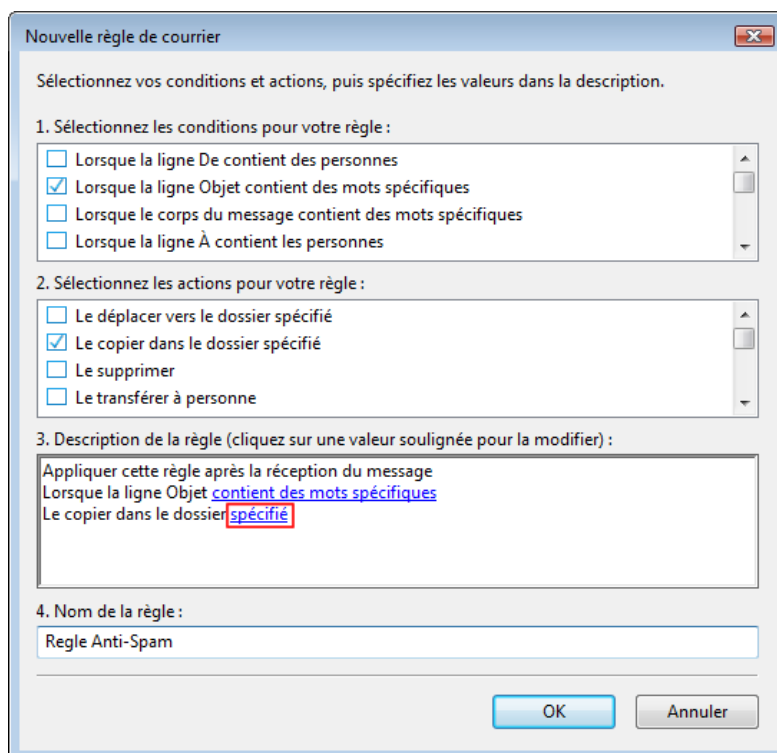 Nouvelle règle de courrier
Sélectionnez vos conditions et actions, puis spécifiez les valeurs dans la description.
1. Sélectionnez les conditions pour votre règle :
Lorsque la ligne De contient des personnes
Lorsque la ligne Objet contient des mots spécifiques
Lorsque le corps du message contient des mots spécifiques
Lorsque la ligne À contient les personnes
2. Sélectionnez les actions pour votre règle :
Le déplacer vers le dossier spécifié
Le copier dans le dossier spécifié
Le supprimer
Le transférer à personne
3. Description de la règle (cliquez sur une valeur soulignée pour la modifier) :
Appliquer cette règle après la réception du message
Lorsque la ligne Objet contient des mots spécifiques
Le copier dans le dossier spécifié
4. Nom de la règle :
Regle Anti-Spam
OK Annuler